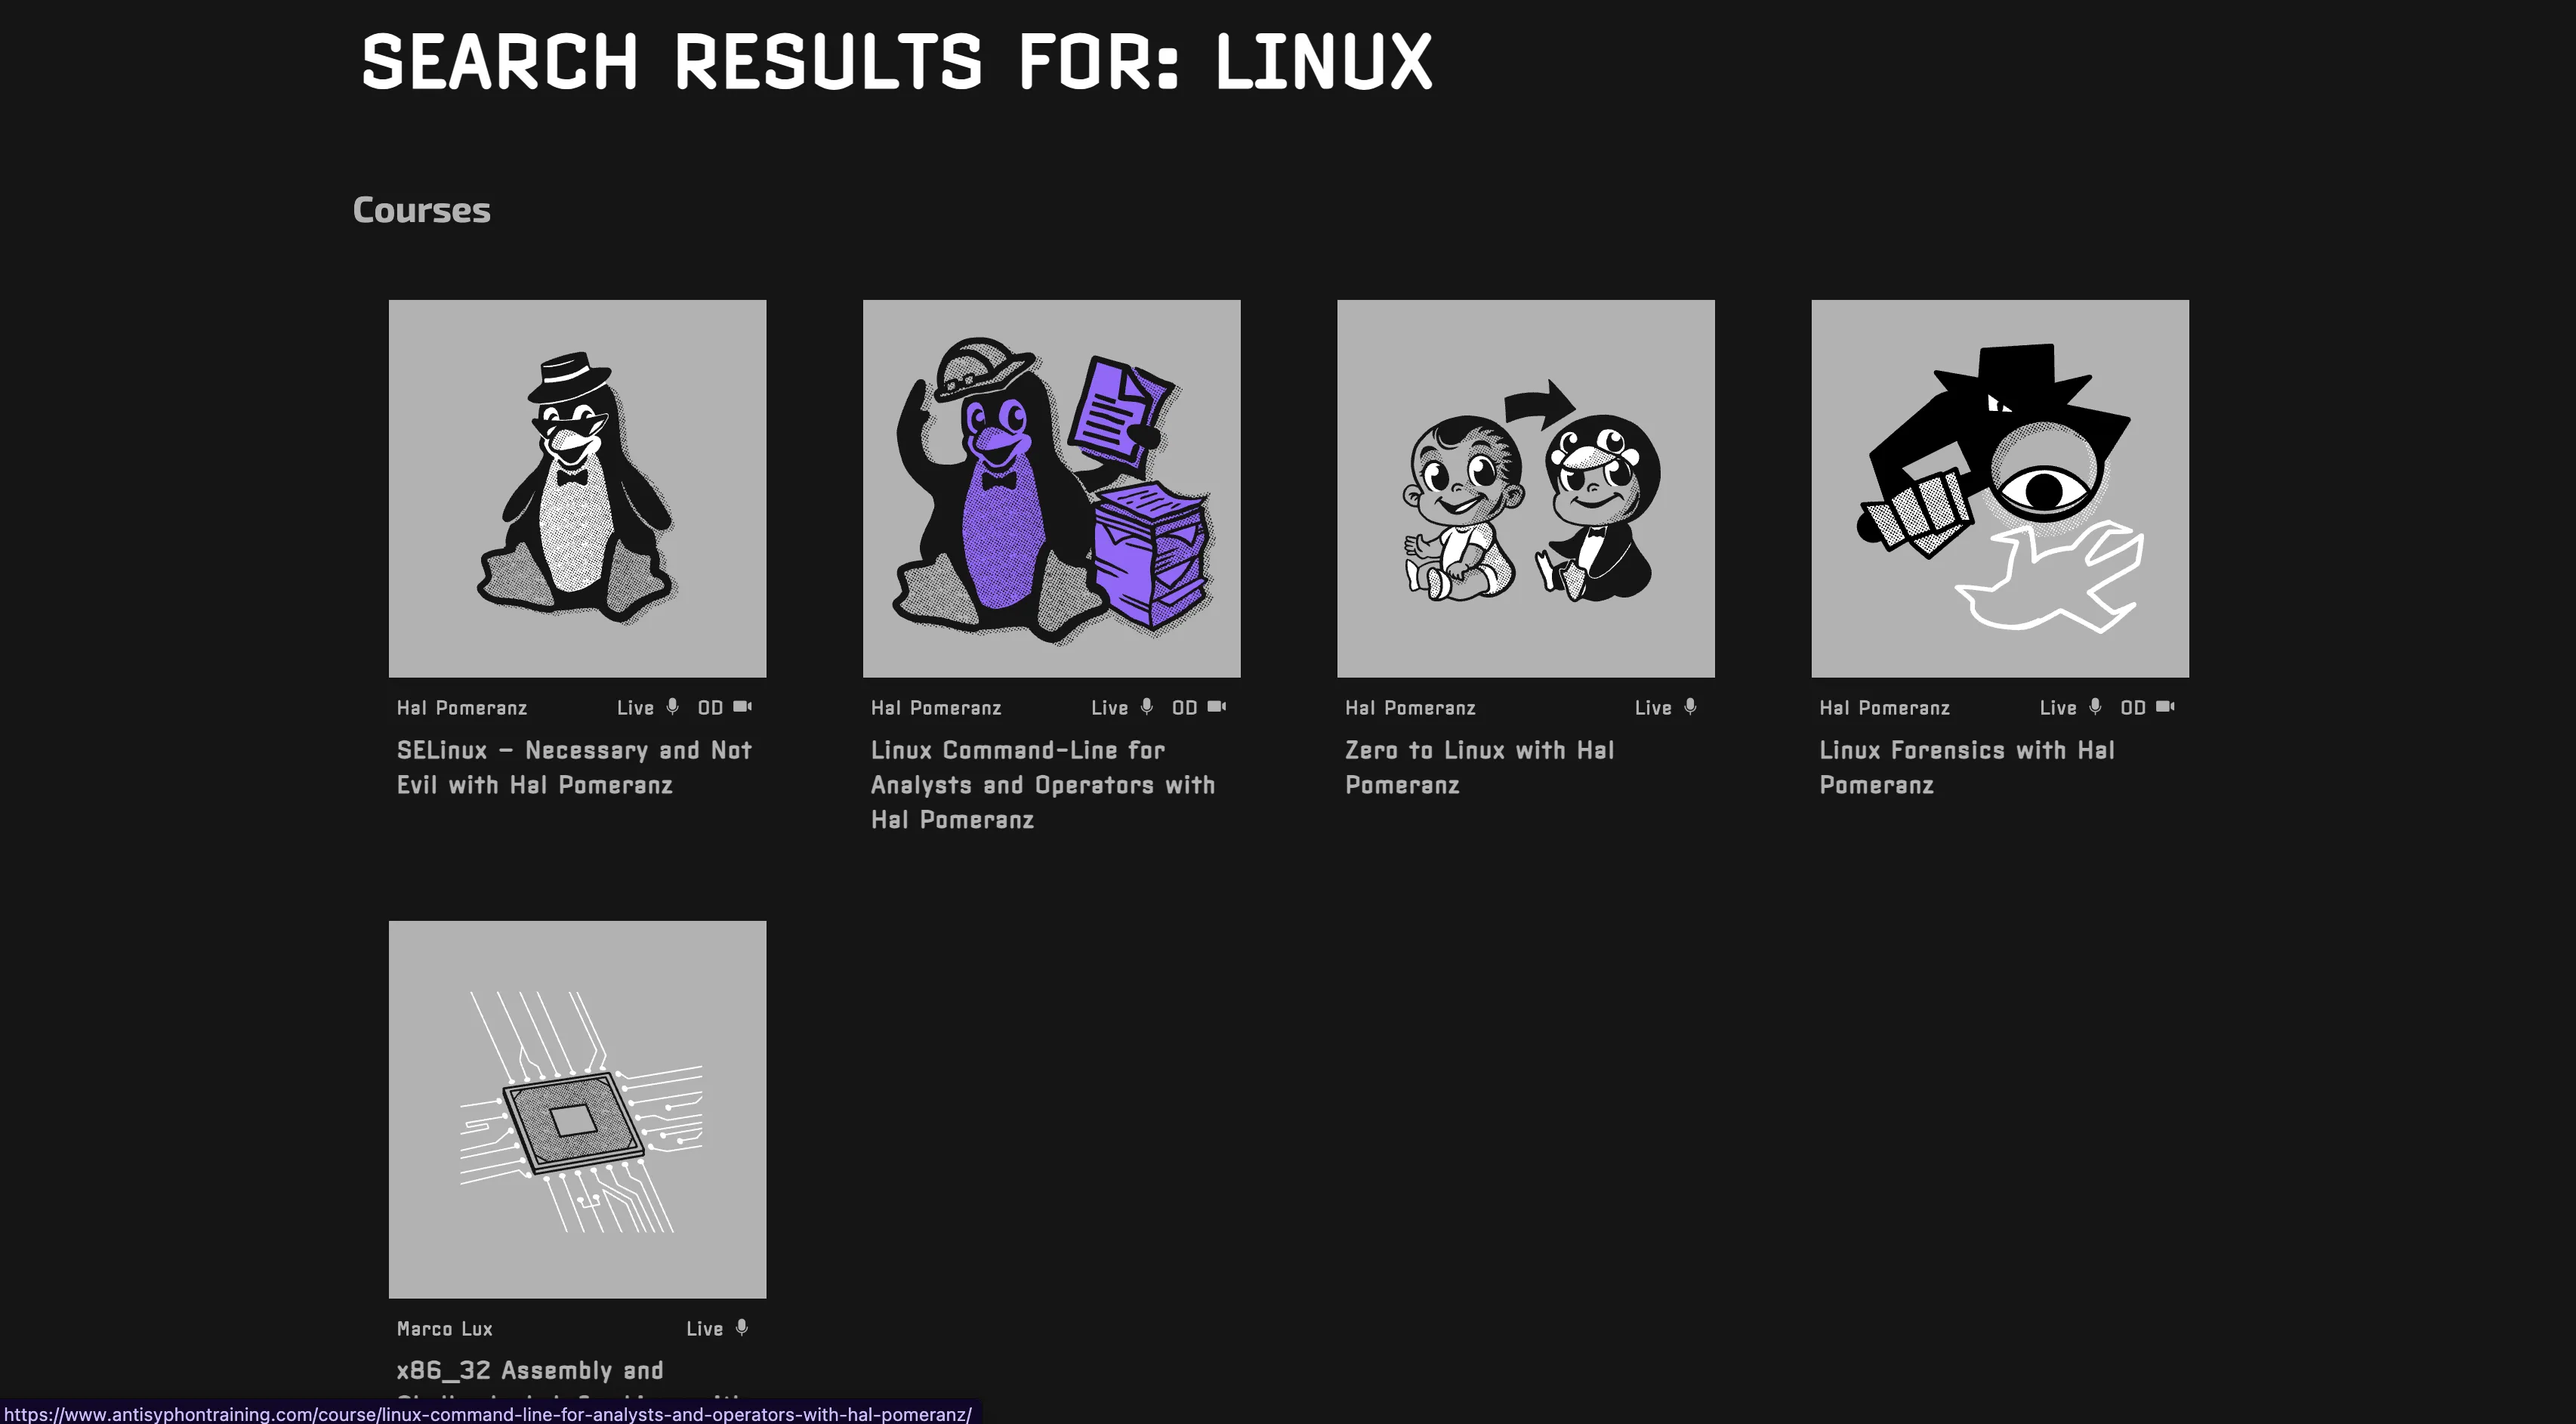 SEARCH RESULTS FOR: LINUX
Courses
Hal Pomeranz Live OD
SELinux – Necessary and Not
Evil with Hal Pomeranz
Hal Pomeranz Live OD
Linux Command-Line for
Analysts and Operators with
Hal Pomeranz
Hal Pomeranz Live
Zero to Linux with Hal
Pomeranz
Hal Pomeranz Live OD
Linux Forensics with Hal
Pomeranz
Marco Lux Live
x86_32 Assembly and
https://www.antisyphontraining.com/course/linux-command-line-for-analysts-and-operators-with-hal-pomeranz/